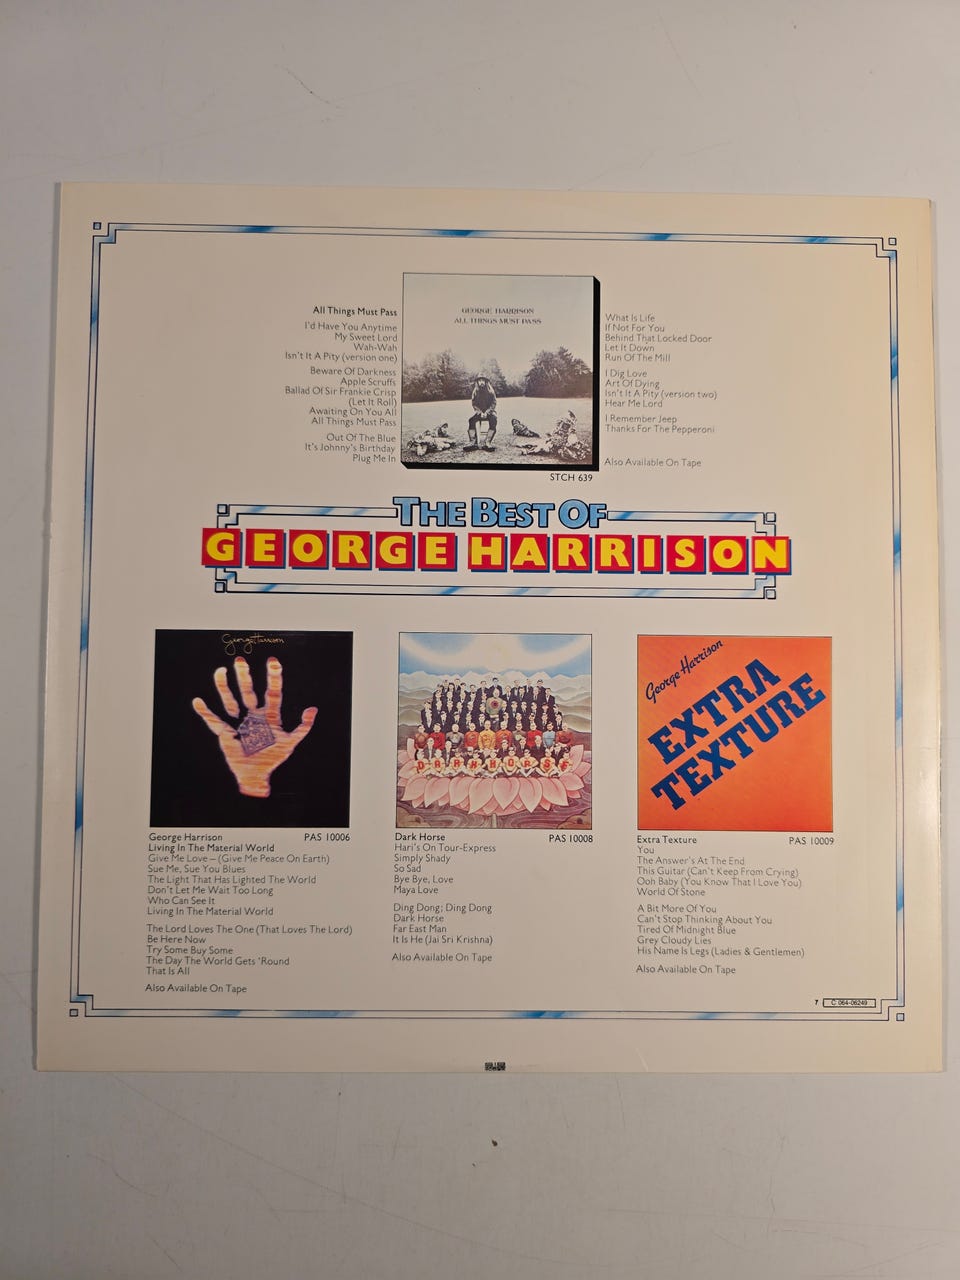 All Things Must Pass
I'd Have You Anytime
My Sweet Lord
Wah-Wah
Isn't It A Pity (version one)
Beware Of Darkness
Apple Scruffs
Ballad Of Sir Frankie Crisp
(Let It Roll)
Awaiting On You All
All Things Must Pass
Out Of The Blue
It's Johnny's Birthday
Plug Me In
GEORGE HARRISON
ALL THINGS MUST PASS
STCH 639
What Is Life
If Not For You
Behind That Locked Door
Let It Down
Run Of The Mill
I Dig Love
Art Of Dying
Isn't It A Pity (version two)
Hear Me Lord
I Remember Jeep
Thanks For The Pepperoni
Also Available On Tape
THE BEST OF
GEORGE HARRISON
George Harrison
George Harrison PAS 10006
Living In The Material World
Give Me Love – (Give Me Peace On Earth)
Sue Me, Sue You Blues
The Light That Has Lighted The World
Don't Let Me Wait Too Long
Who Can See It
Living In The Material World
The Lord Loves The One (That Loves The Lord)
Be Here Now
Try Some Buy Some
The Day The World Gets 'Round
That Is All
Also Available On Tape
DARK HORSE
Dark Horse PAS 10008
Hari's On Tour-Express
Simply Shady
So Sad
Bye Bye, Love
Maya Love
Ding Dong; Ding Dong
Dark Horse
Far East Man
It Is He (Jai Sri Krishna)
Also Available On Tape
George Harrison
EXTRA
TEXTURE
Extra Texture PAS 10009
You
The Answer's At The End
This Guitar (Can't Keep From Crying)
Ooh Baby (You Know That I Love You)
World Of Stone
A Bit More Of You
Can't Stop Thinking About You
Tired Of Midnight Blue
Grey Cloudy Lies
His Name Is Legs (Ladies & Gentlemen)
Also Available On Tape
7 C 064-06249